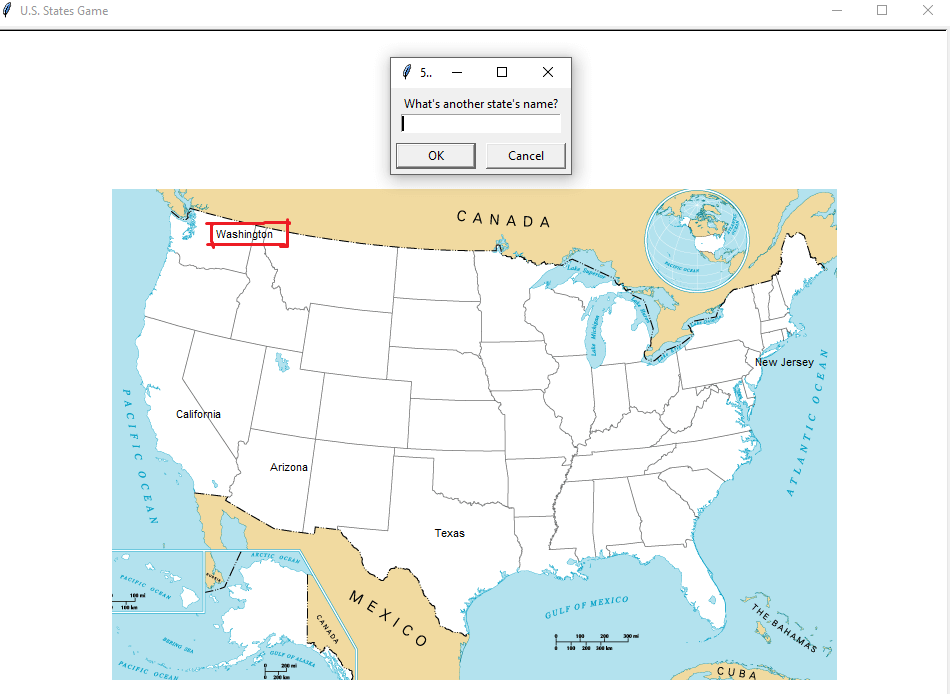 U.S. States Game
5..
What's another state's name?
OK
Cancel
CANADA
Washington
Lake Superior
Lake Michigan
PACIFIC OCEAN
New Jersey
California
Arizona
Texas
PACIFIC OCEAN
ATLANTIC OCEAN
ARCTIC OCEAN
PACIFIC OCEAN
100 mi
100 km
MEXICO
CANADA
GULF OF MEXICO
0 100 200 300 mi
0 100 200 300 km
THE BAHAMAS
BERING SEA
GULF OF ALASKA
PACIFIC OCEAN
0 200 mi
0 200 km
CUBA